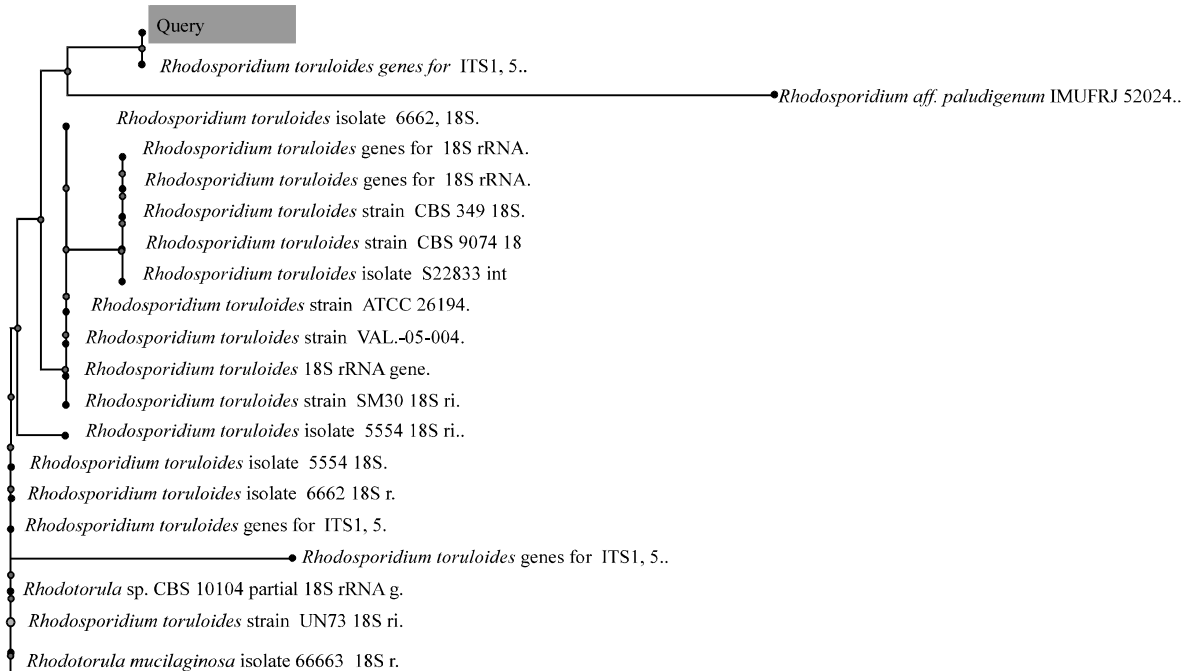 Query
Rhodosporidium toruloides genes for ITS1, 5..
Rhodosporidium aff. paludigenum IMUFRJ 52024..
Rhodosporidium toruloides isolate 6662, 18S.
Rhodosporidium toruloides genes for 18S rRNA.
Rhodosporidium toruloides genes for 18S rRNA.
Rhodosporidium toruloides strain CBS 349 18S.
Rhodosporidium toruloides strain CBS 9074 18
Rhodosporidium toruloides isolate S22833 int
Rhodosporidium toruloides strain ATCC 26194.
Rhodosporidium toruloides strain VAL.-05-004.
Rhodosporidium toruloides 18S rRNA gene.
Rhodosporidium toruloides strain SM30 18S ri.
Rhodosporidium toruloides isolate 5554 18S ri..
Rhodosporidium toruloides isolate 5554 18S.
Rhodosporidium toruloides isolate 6662 18S r.
Rhodosporidium toruloides genes for ITS1, 5.
Rhodosporidium toruloides genes for ITS1, 5..
Rhodotorula sp. CBS 10104 partial 18S rRNA g.
Rhodosporidium toruloides strain UN73 18S ri.
Rhodotorula mucilaginosa isolate 66663 18S r.